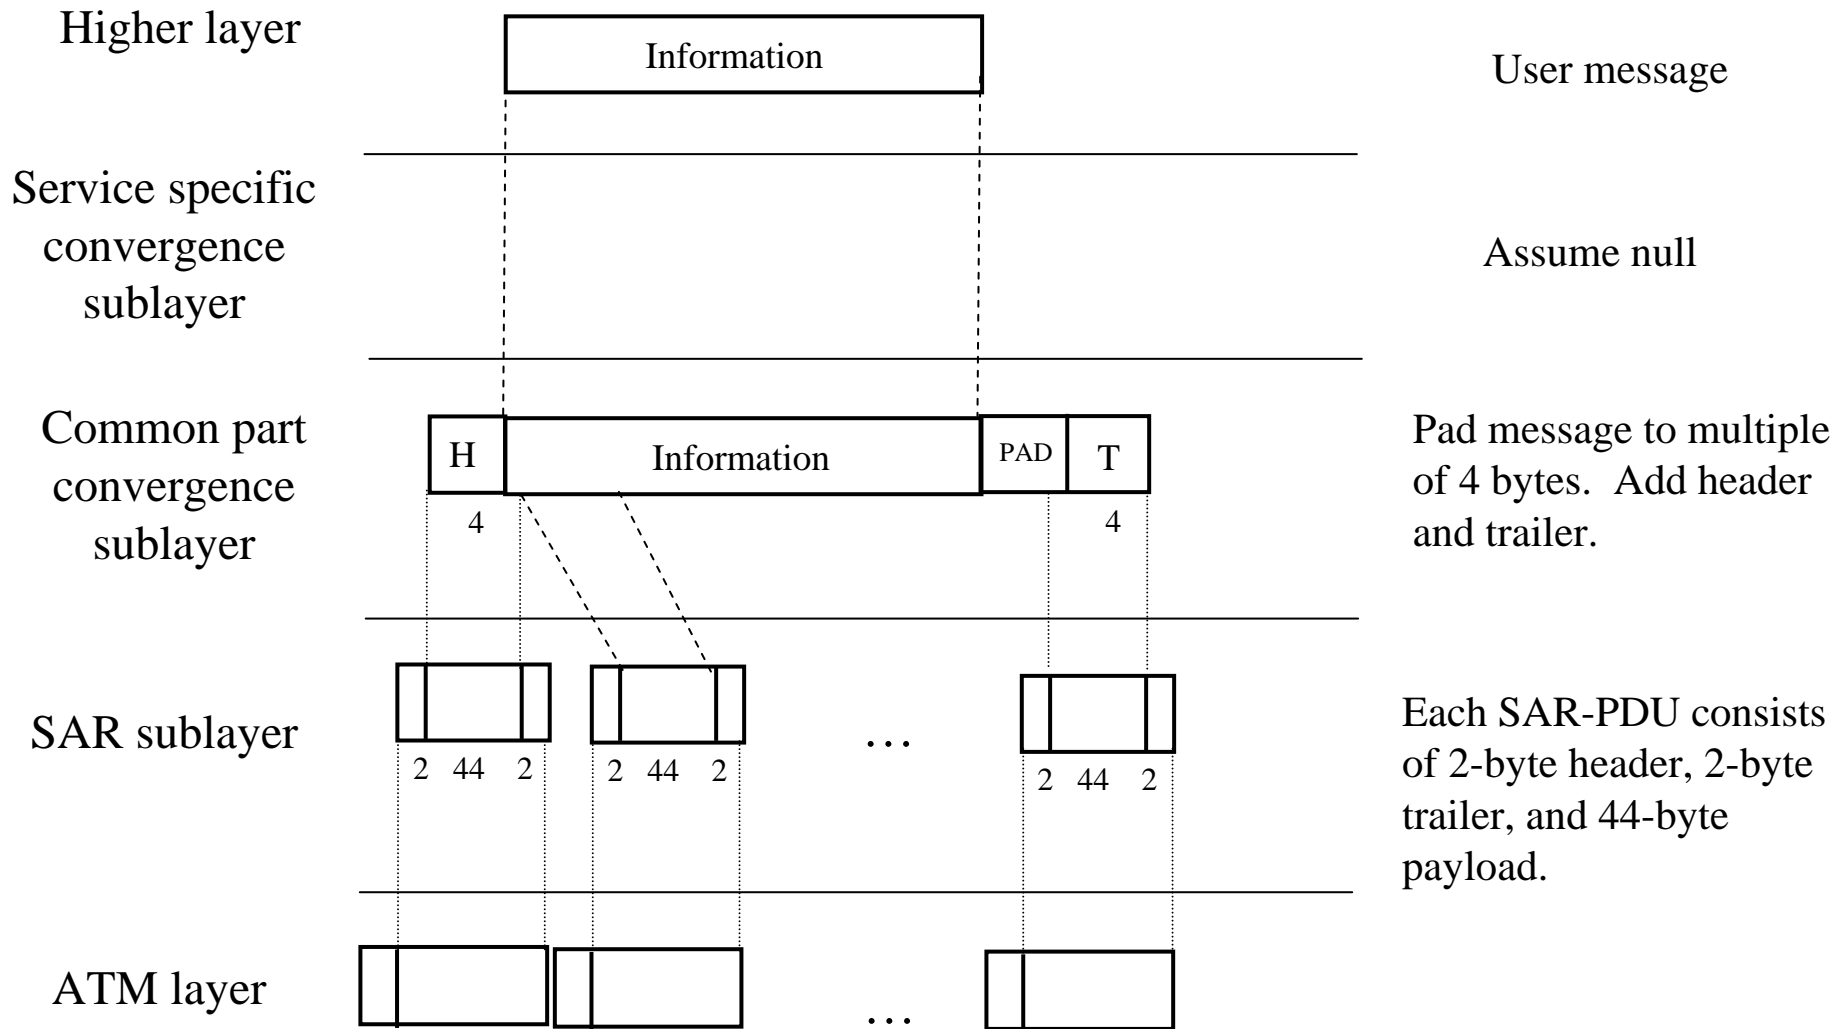 Higher layer
Information
User message
Service specific
convergence
sublayer
Assume null
Common part
convergence
sublayer
H
Information
PAD
T
4
4
Pad message to multiple
of 4 bytes.  Add header
and trailer.
SAR sublayer
2 44 2
2 44 2
...
2 44 2
Each SAR-PDU consists
of 2-byte header, 2-byte
trailer, and 44-byte
payload.
ATM layer
...